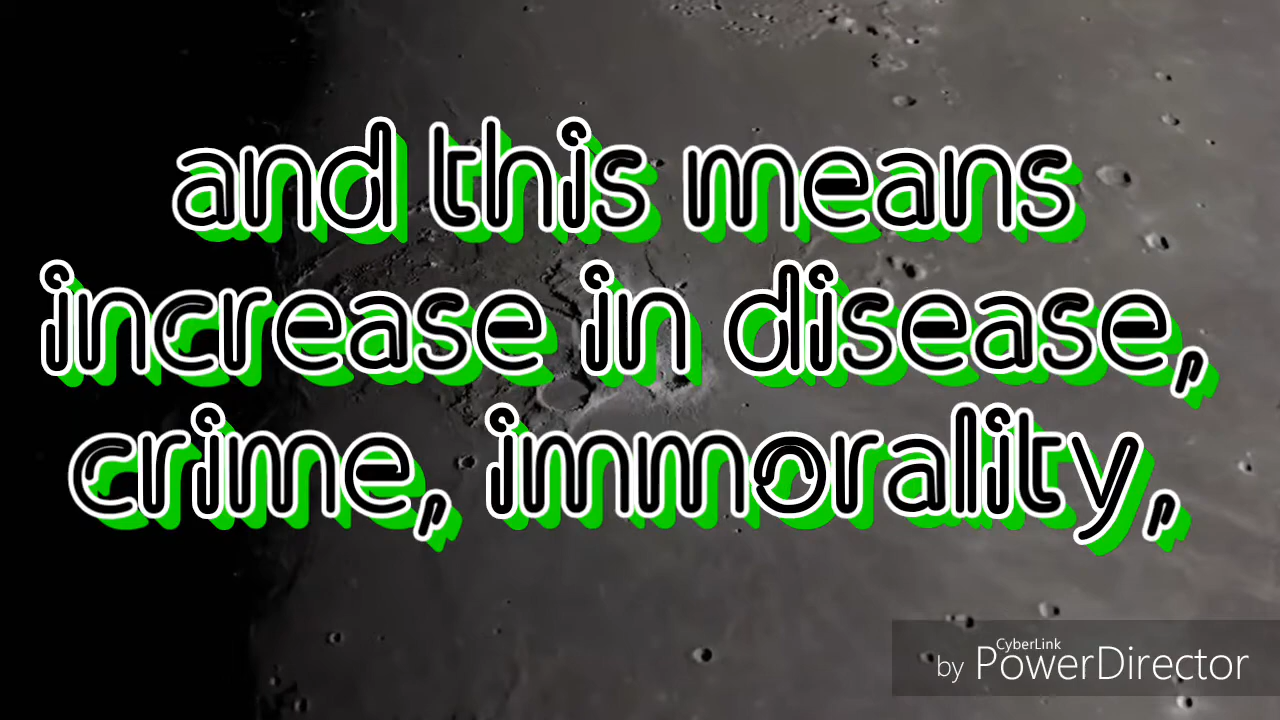 and this means
increase in disease,
crime, immorality,
CyberLink
by PowerDirector